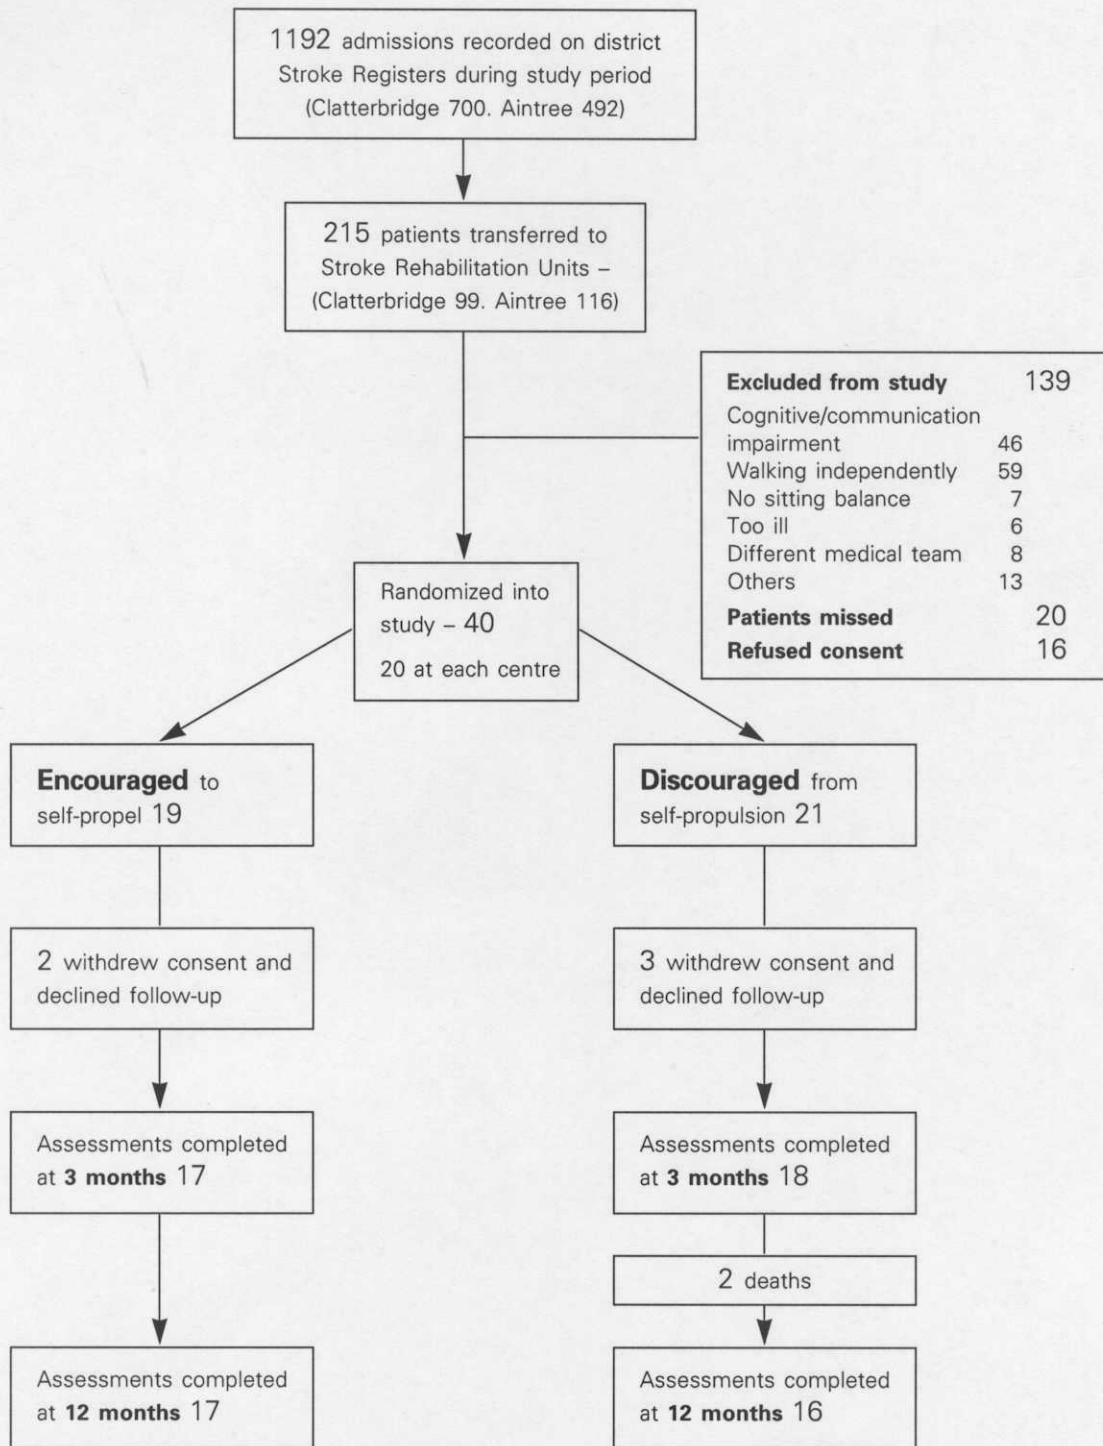 1192 admissions recorded on district
Stroke Registers during study period
(Clatterbridge 700. Aintree 492)
215 patients transferred to
Stroke Rehabilitation Units –
(Clatterbridge 99. Aintree 116)
Excluded from study 139
Cognitive/communication
impairment 46
Walking independently 59
No sitting balance 7
Too ill 6
Different medical team 8
Others 13
Patients missed 20
Refused consent 16
Randomized into
study – 40
20 at each centre
Encouraged to
self-propel 19
Discouraged from
self-propulsion 21
2 withdrew consent and
declined follow-up
3 withdrew consent and
declined follow-up
Assessments completed
at 3 months 17
Assessments completed
at 3 months 18
2 deaths
Assessments completed
at 12 months 17
Assessments completed
at 12 months 16